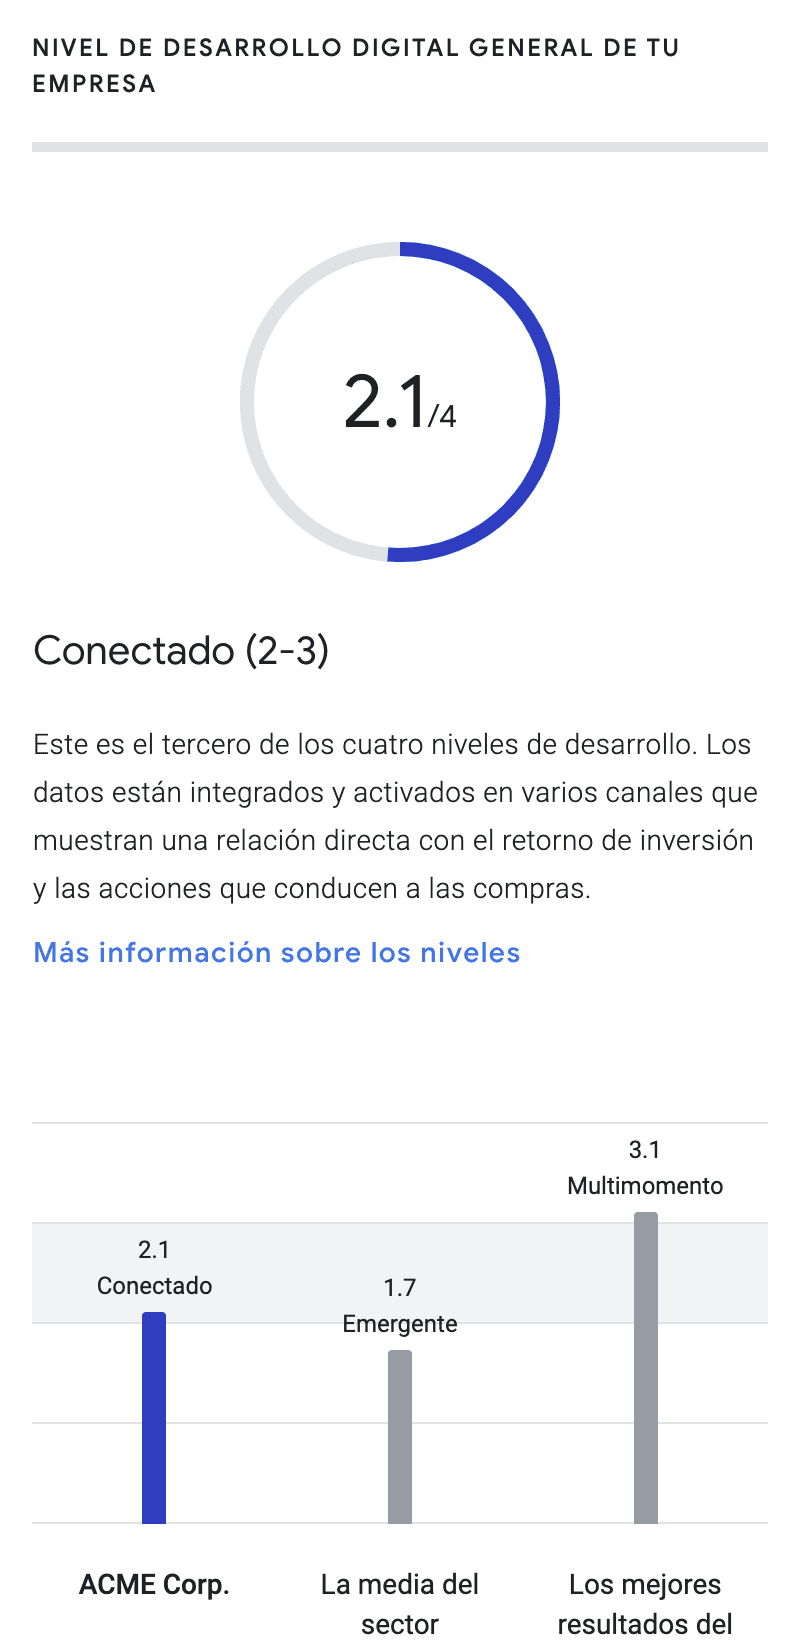 NIVEL DE DESARROLLO DIGITAL GENERAL DE TU
EMPRESA
2.1/4
Conectado (2-3)
Este es el tercero de los cuatro niveles de desarrollo. Los
datos están integrados y activados en varios canales que
muestran una relación directa con el retorno de inversión
y las acciones que conducen a las compras.
Más información sobre los niveles
3.1
Multimomento
2.1
Conectado
1.7
Emergente
ACME Corp.
La media del
sector
Los mejores
resultados del